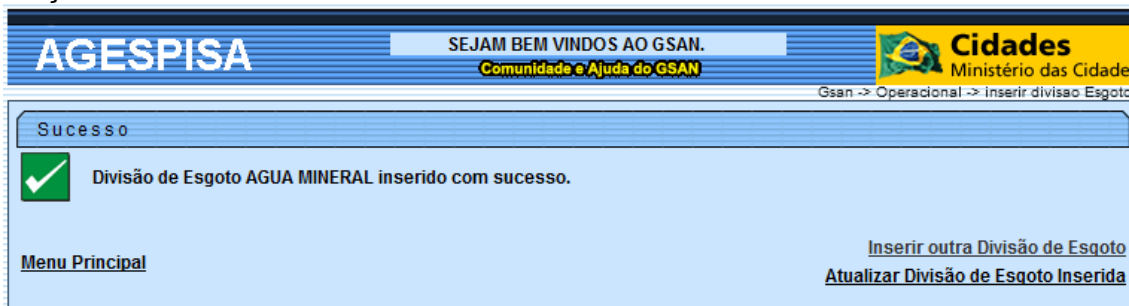 AGESPISA
SEJAM BEM VINDOS AO GSAN.
Comunidade e Ajuda do GSAN
Cidades
Ministério das Cidade
Gsan -> Operacional -> inserir divisao Esgoto
Sucesso
Divisão de Esgoto AGUA MINERAL inserido com sucesso.
Inserir outra Divisão de Esgoto
Menu Principal
Atualizar Divisão de Esgoto Inserida